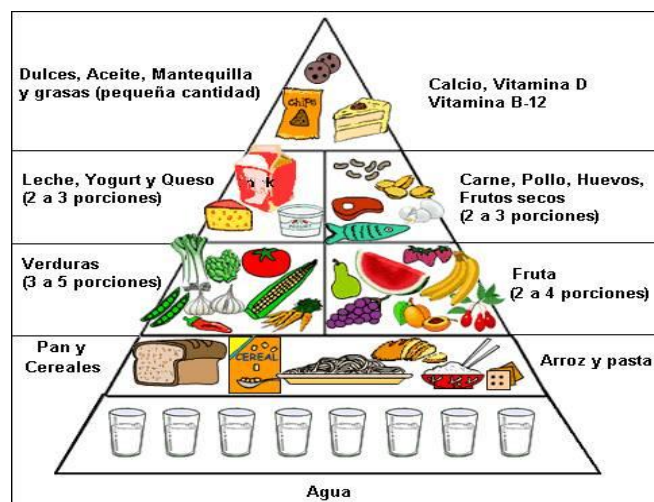 Dulces, Aceite, Mantequilla
y grasas (pequeña cantidad)
Calcio, Vitamina D
Vitamina B-12
Chips
Leche, Yogurt y Queso
(2 a 3 porciones)
Carne, Pollo, Huevos,
Frutos secos
(2 a 3 porciones)
Verduras
(3 a 5 porciones)
Fruta
(2 a 4 porciones)
Pan y
Cereales
CEREAL
Arroz y pasta
Agua